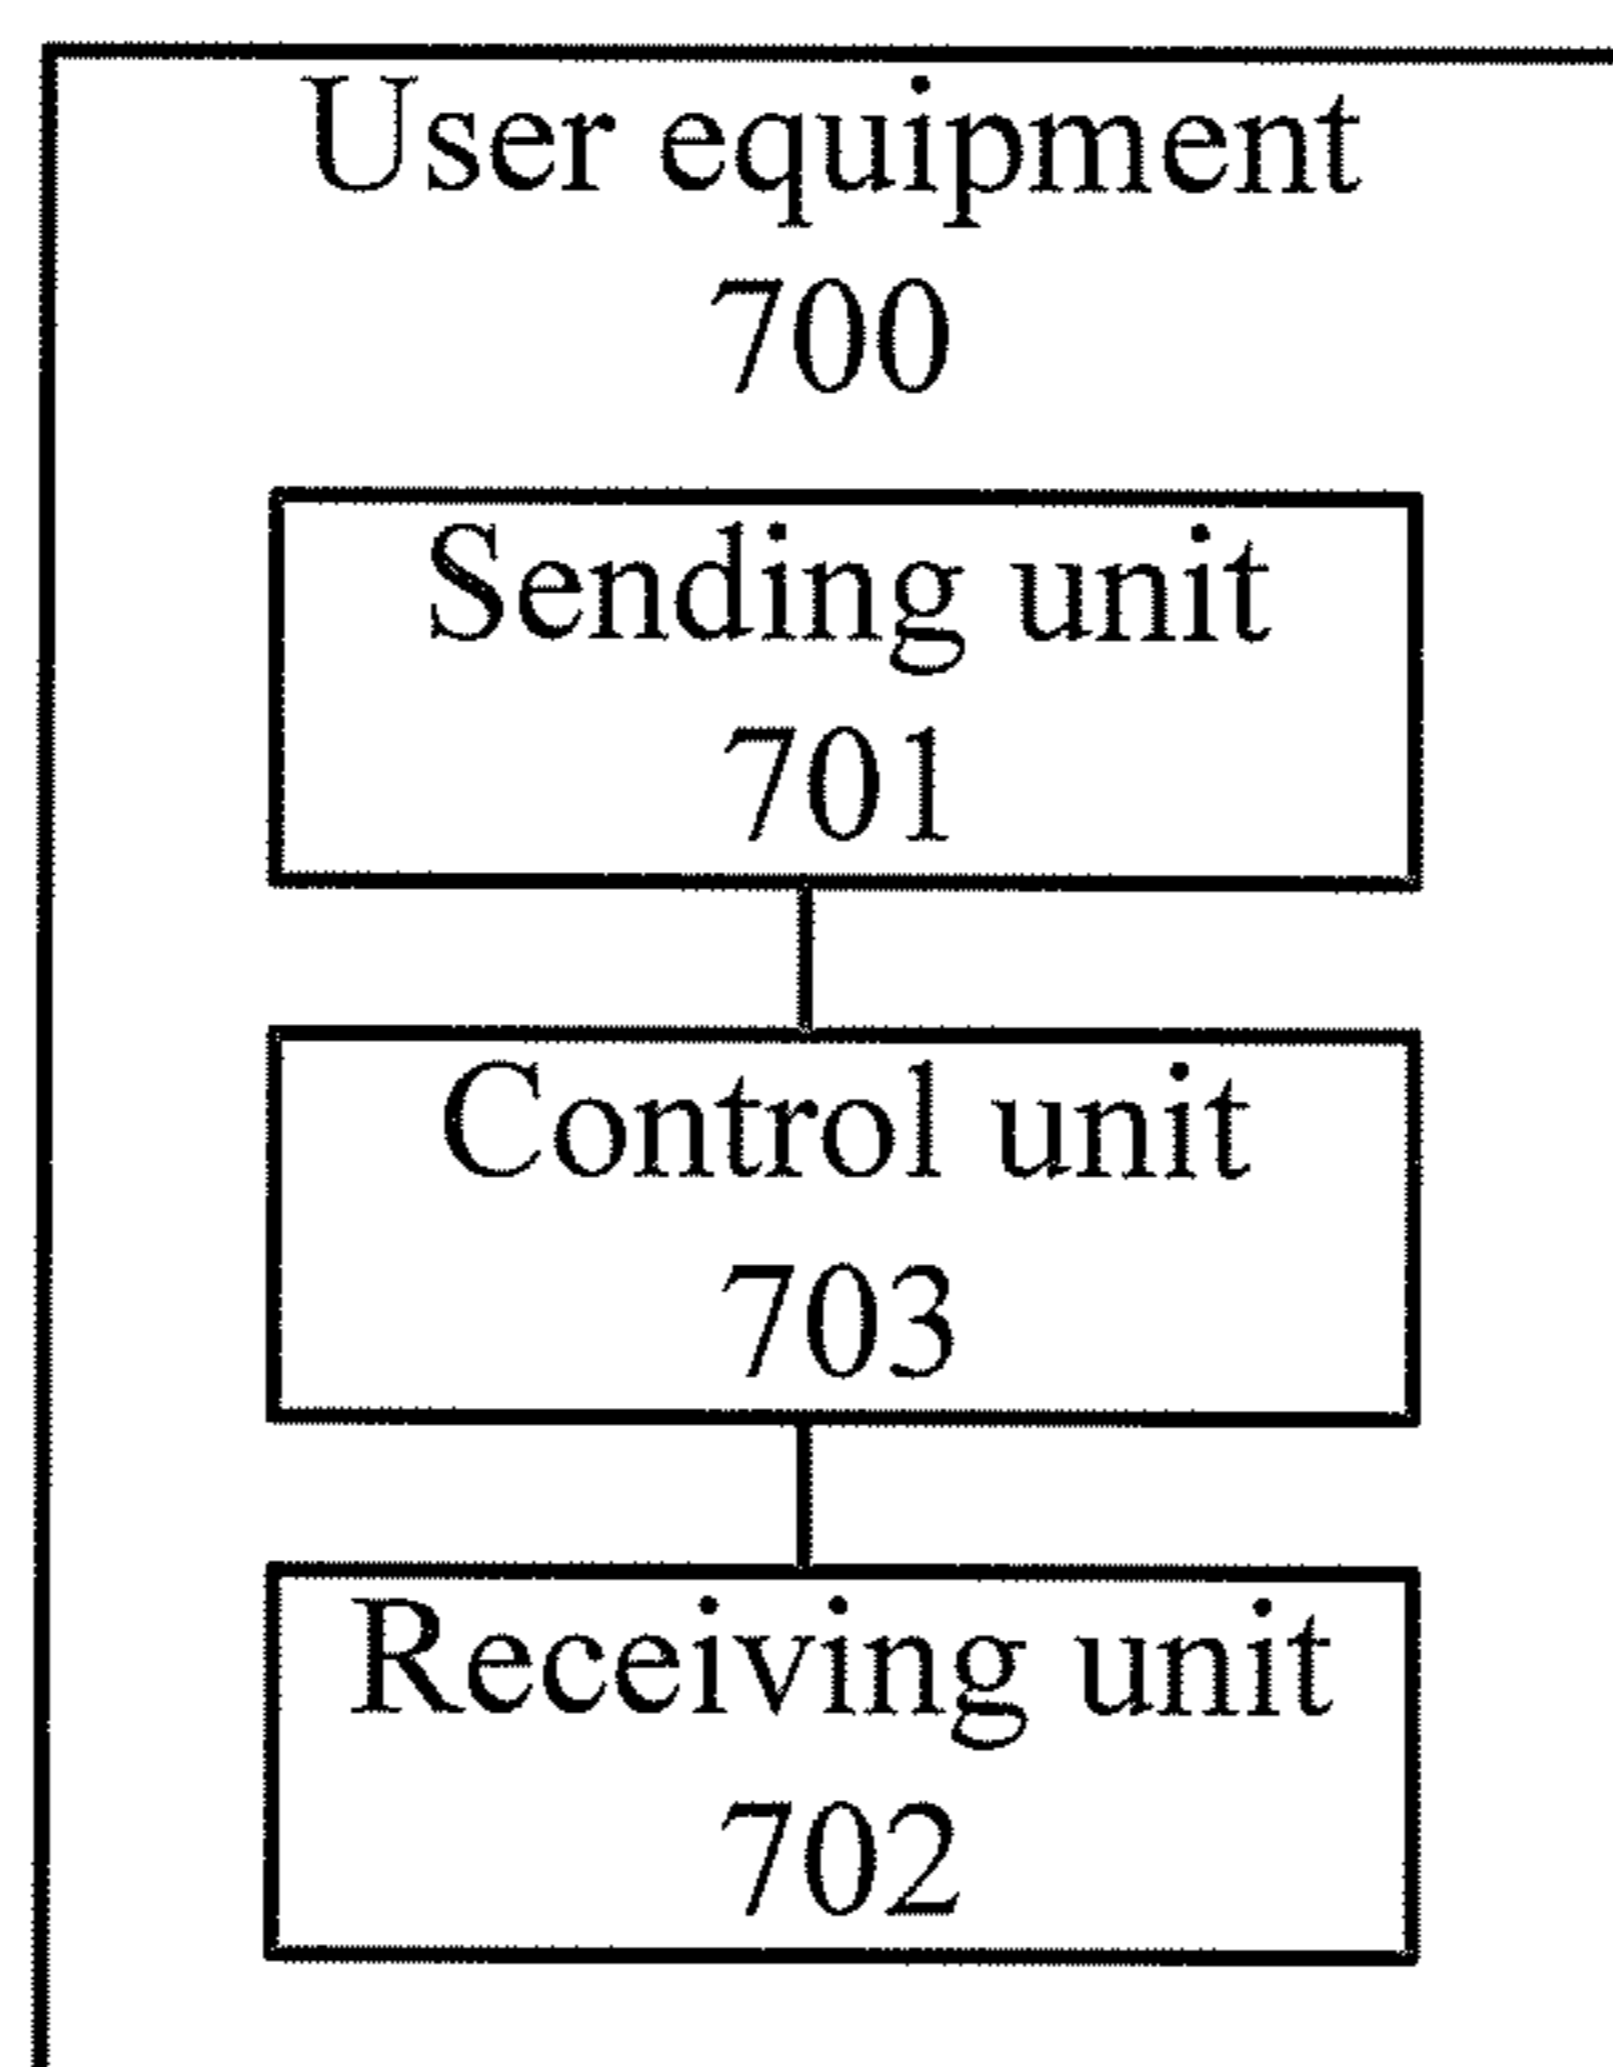 User equipment
700
Sending unit
701
Control unit
703
Receiving unit
702